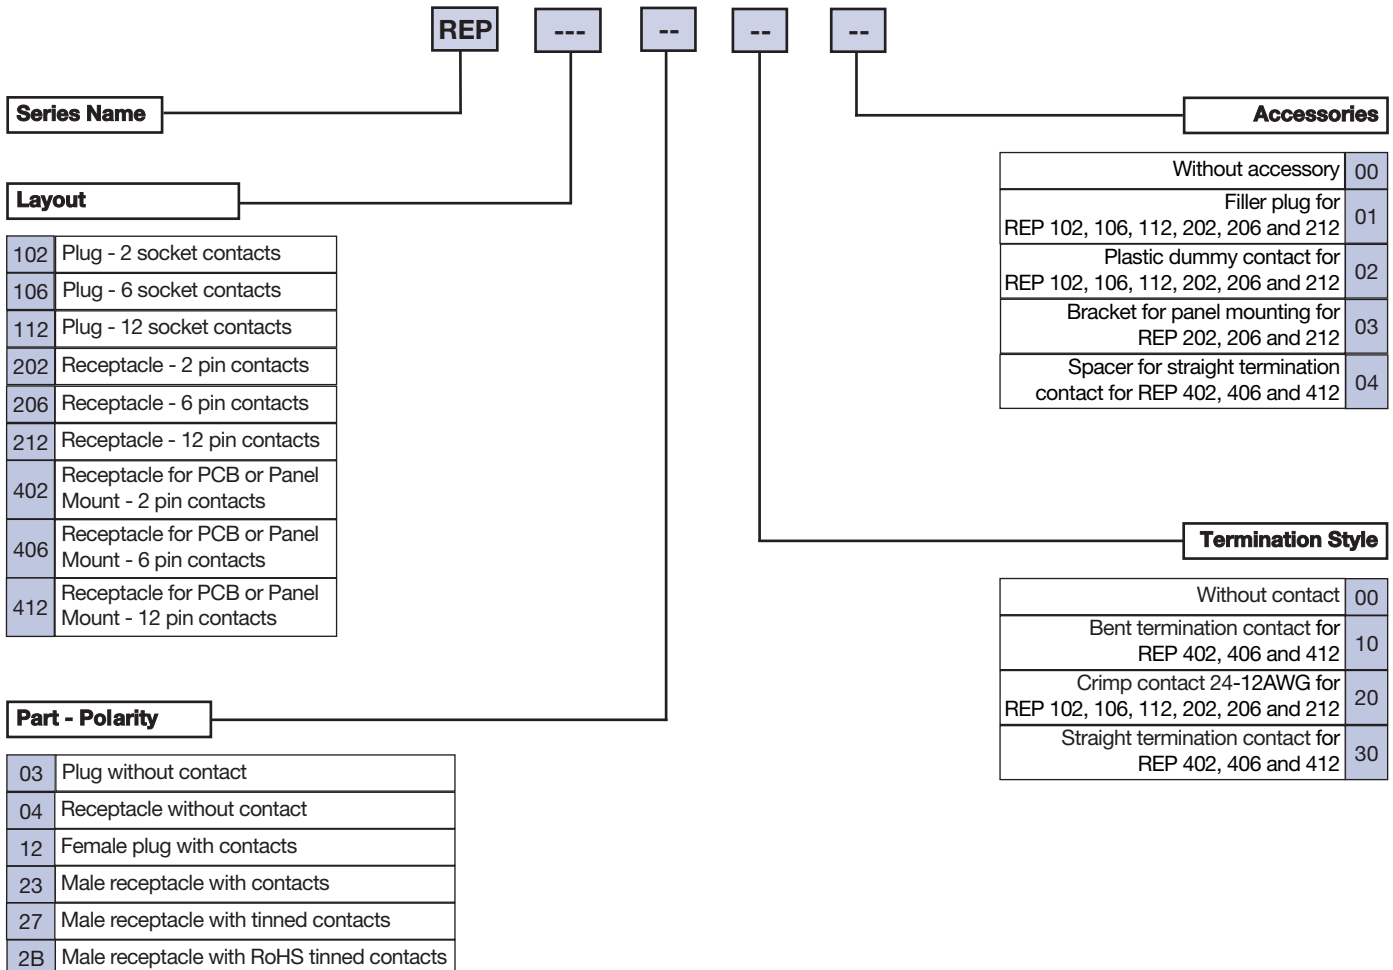 REP --- -- -- --
Series Name
Layout
102 Plug - 2 socket contacts
106 Plug - 6 socket contacts
112 Plug - 12 socket contacts
202 Receptacle - 2 pin contacts
206 Receptacle - 6 pin contacts
212 Receptacle - 12 pin contacts
402 Receptacle for PCB or Panel
Mount - 2 pin contacts
406 Receptacle for PCB or Panel
Mount - 6 pin contacts
412 Receptacle for PCB or Panel
Mount - 12 pin contacts
Part - Polarity
03 Plug without contact
04 Receptacle without contact
12 Female plug with contacts
23 Male receptacle with contacts
27 Male receptacle with tinned contacts
2B Male receptacle with RoHS tinned contacts
Accessories
Without accessory 00
Filler plug for
REP 102, 106, 112, 202, 206 and 212 01
Plastic dummy contact for
REP 102, 106, 112, 202, 206 and 212 02
Bracket for panel mounting for
REP 202, 206 and 212 03
Spacer for straight termination
contact for REP 402, 406 and 412 04
Termination Style
Without contact 00
Bent termination contact for
REP 402, 406 and 412 10
Crimp contact 24-12AWG for
REP 102, 106, 112, 202, 206 and 212 20
Straight termination contact for
REP 402, 406 and 412 30